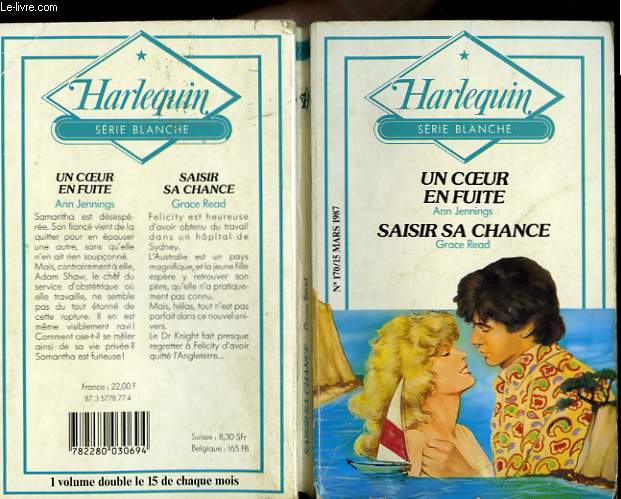 Le-livre.com
Harlequin
SÉRIE BLANCHE
UN CŒUR
EN FUITE
Ann Jennings
Samantha est désespé-
rée. Son fiancé vient de la
quitter pour en épouser
une autre, sans qu'elle
n'en ait rien soupçonné.
Mais, contrairement à elle,
Adam Shaw, le chef du
service d'obstétrique où
elle travaille, ne semble
pas du tout étonné de
cette rupture. Il en est
même visiblement ravi!
Comment ose-t-il se mêler
ainsi de sa vie privée?
Samantha est furieuse!
SAISIR
SA CHANCE
Grace Read
Felicity est heureuse
d'avoir obtenu du travail
dans un hôpital de
Sydney.
L'Australie est un pays
magnifique, et la jeune fille
espère y retrouver son
père, qu'elle n'a pratique-
ment pas connu.
Mais, hélas, tout n'est pas
parfait dans ce nouvel uni-
vers.
Le Dr Knight fait presque
regretter à Felicity d'avoir
quitté l'Angleterre...
France : 22,00 F
87 3 5778 77 4
782280 030694
Suisse : 8,30 SFr
Belgique : 165 FB
1 volume double le 15 de chaque mois
SAISIR SA CHANCE Grace Read
Harlequin
SÉRIE BLANCHE
UN CŒUR
EN FUITE
Ann Jennings
SAISIR SA CHANCE
Grace Read
N° 170/15 MARS 1987